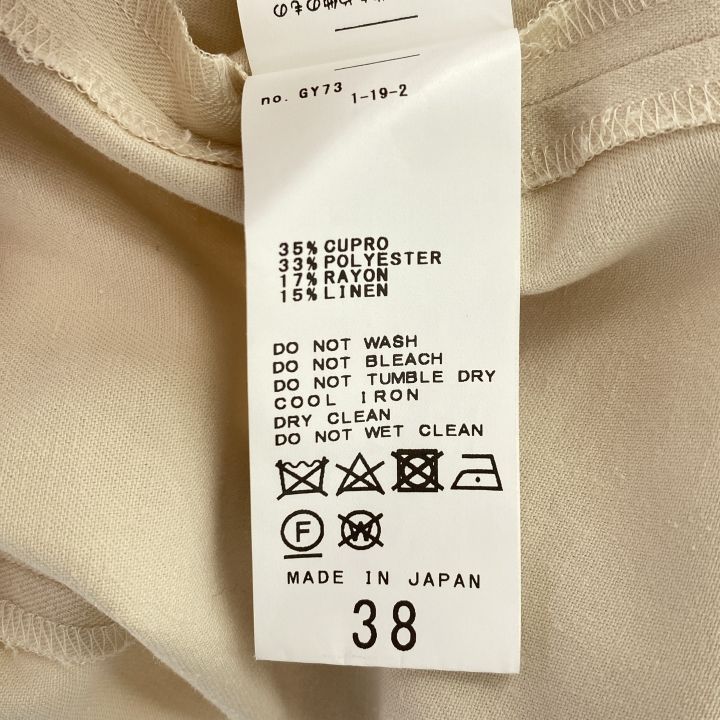 no. GY73 1-19-2
35% CUPRO
33% POLYESTER
17% RAYON
15% LINEN
DO NOT WASH
DO NOT BLEACH
DO NOT TUMBLE DRY
COOL IRON
DRY CLEAN
DO NOT WET CLEAN
F W
MADE IN JAPAN
38